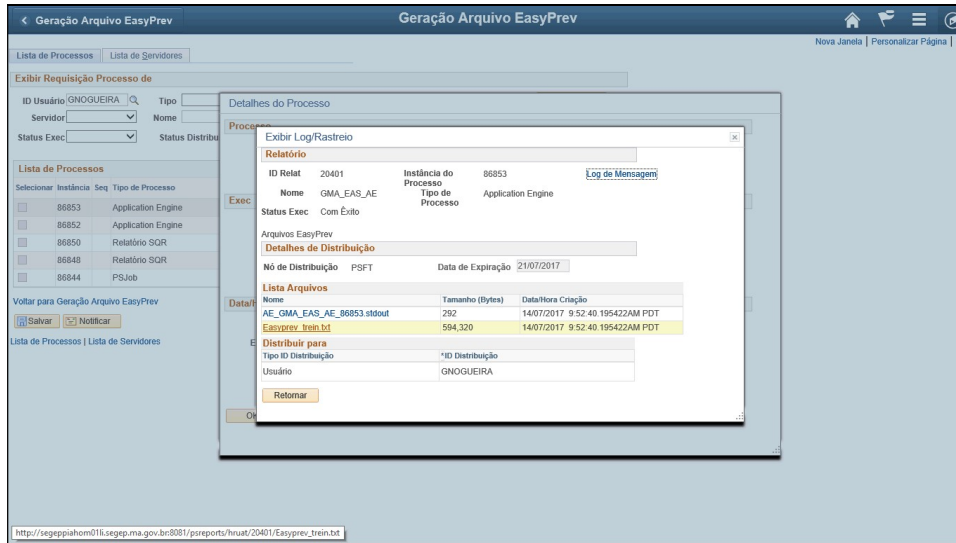 Geração Arquivo EasyPrev
Geração Arquivo EasyPrev
Nova Janela | Personalizar Página |
Lista de Processos | Lista de Servidores
Exibir Requisição Processo de
ID Usuário GNOGUEIRA Tipo
Servidor Nome
Status Exec Status Distribu
Lista de Processos
Selecionar Instância Seq Tipo de Processo
86853 Application Engine
86852 Application Engine
86850 Relatório SQR
86848 Relatório SQR
86844 PSJob
Voltar para Geração Arquivo EasyPrev
Salvar Notificar
Lista de Processos | Lista de Servidores
Detalhes do Processo
Processo
Exec
Data/H
E
OK
Exibir Log/Rastreio
Relatório
ID Relat 20401 Instância do Processo 86853 Log de Mensagem
Nome GMA_EAS_AE Tipo de Processo Application Engine
Status Exec Com Êxito
Arquivos EasyPrev
Detalhes de Distribuição
Nó de Distribuição PSFT Data de Expiração 21/07/2017
Lista Arquivos
Nome Tamanho (Bytes) Data/Hora Criação
AE_GMA_EAS_AE_86853.stdout 292 14/07/2017 9:52:40.195422AM PDT
Easyprev_trein.txt 594,320 14/07/2017 9:52:40.195422AM PDT
Distribuir para
Tipo ID Distribuição *ID Distribuição
Usuário GNOGUEIRA
Retornar
http://segeppiahom01li.segep.ma.gov.br:8081/psreports/hruat/20401/Easyprev_trein.txt